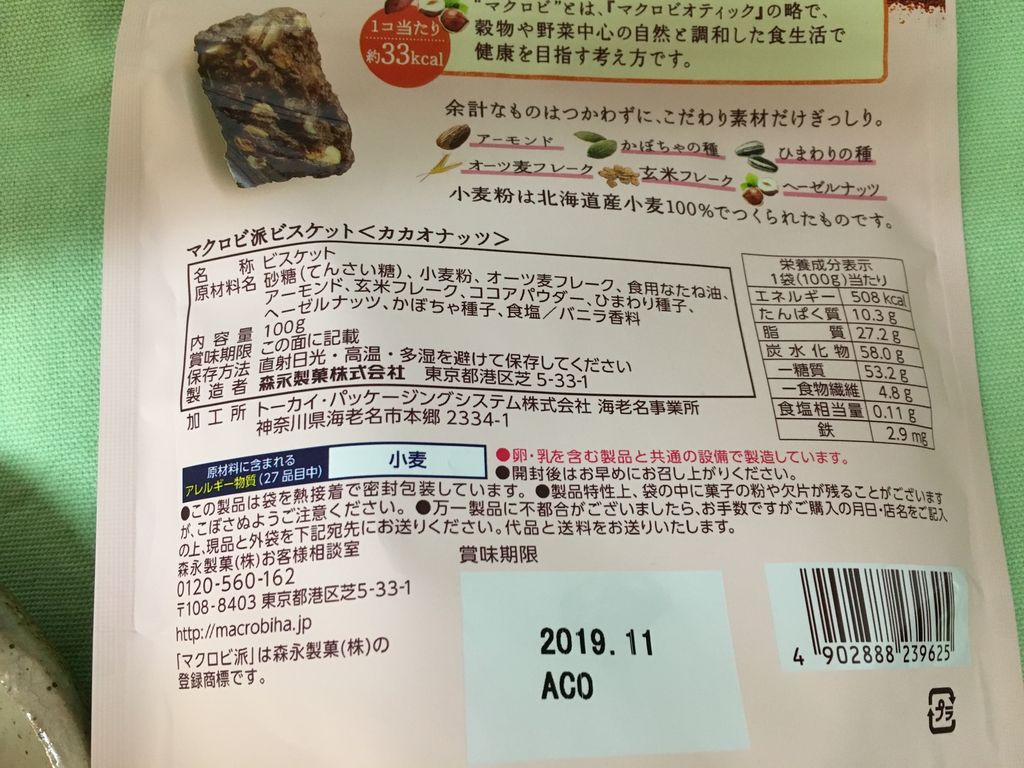 "マクロビ"とは、『マクロビオティック』の略で、
穀物や野菜中心の自然と調和した食生活で
健康を目指す考え方です。
1コ当たり
約33kcal
余計なものはつかわずに、こだわり素材だけぎっしり。
アーモンド かぼちゃの種 ひまわりの種
オーツ麦フレーク 玄米フレーク ヘーゼルナッツ
小麦粉は北海道産小麦100%でつくられたものです。
マクロビ派ビスケット<カカオナッツ>
名称 ビスケット
原材料名 砂糖(てんさい糖)、小麦粉、オーツ麦フレーク、食用なたね油、
アーモンド、玄米フレーク、ココアパウダー、ひまわり種子、
ヘーゼルナッツ、かぼちゃ種子、食塩/バニラ香料
内容量 100g
賞味期限 この面に記載
保存方法 直射日光・高温・多湿を避けて保存してください
製造者 森永製菓株式会社 東京都港区芝5-33-1
加工所 トーカイ・パッケージングシステム株式会社 海老名事業所
神奈川県海老名市本郷 2334-1
栄養成分表示
1袋(100g)当たり
エネルギー 508 kcal
たんぱく質 10.3 g
脂質 27.2 g
炭水化物 58.0 g
―糖質 53.2 g
―食物繊維 4.8 g
食塩相当量 0.11 g
鉄 2.9 mg
原材料に含まれる
アレルギー物質(27品目中)
小麦
●卵・乳を含む製品と共通の設備で製造しています。
●開封後はお早めにお召し上がりください。
●この製品は袋を熱接着で密封包装しています。●製品特性上、袋の中に菓子の粉や欠片が残ることがございます
が、こぼさぬようご注意ください。●万一製品に不都合がございましたら、お手数ですがご購入の月日・店名をご記入
の上、現品と外袋を下記宛先にお送りください。代品と送料をお送りいたします。
森永製菓(株)お客様相談室
0120-560-162
〒108-8403 東京都港区芝5-33-1
http://macrobiha.jp
「マクロビ派」は森永製菓(株)の
登録商標です。
賞味期限
2019.11
ACO
4 902888 239625
プラ